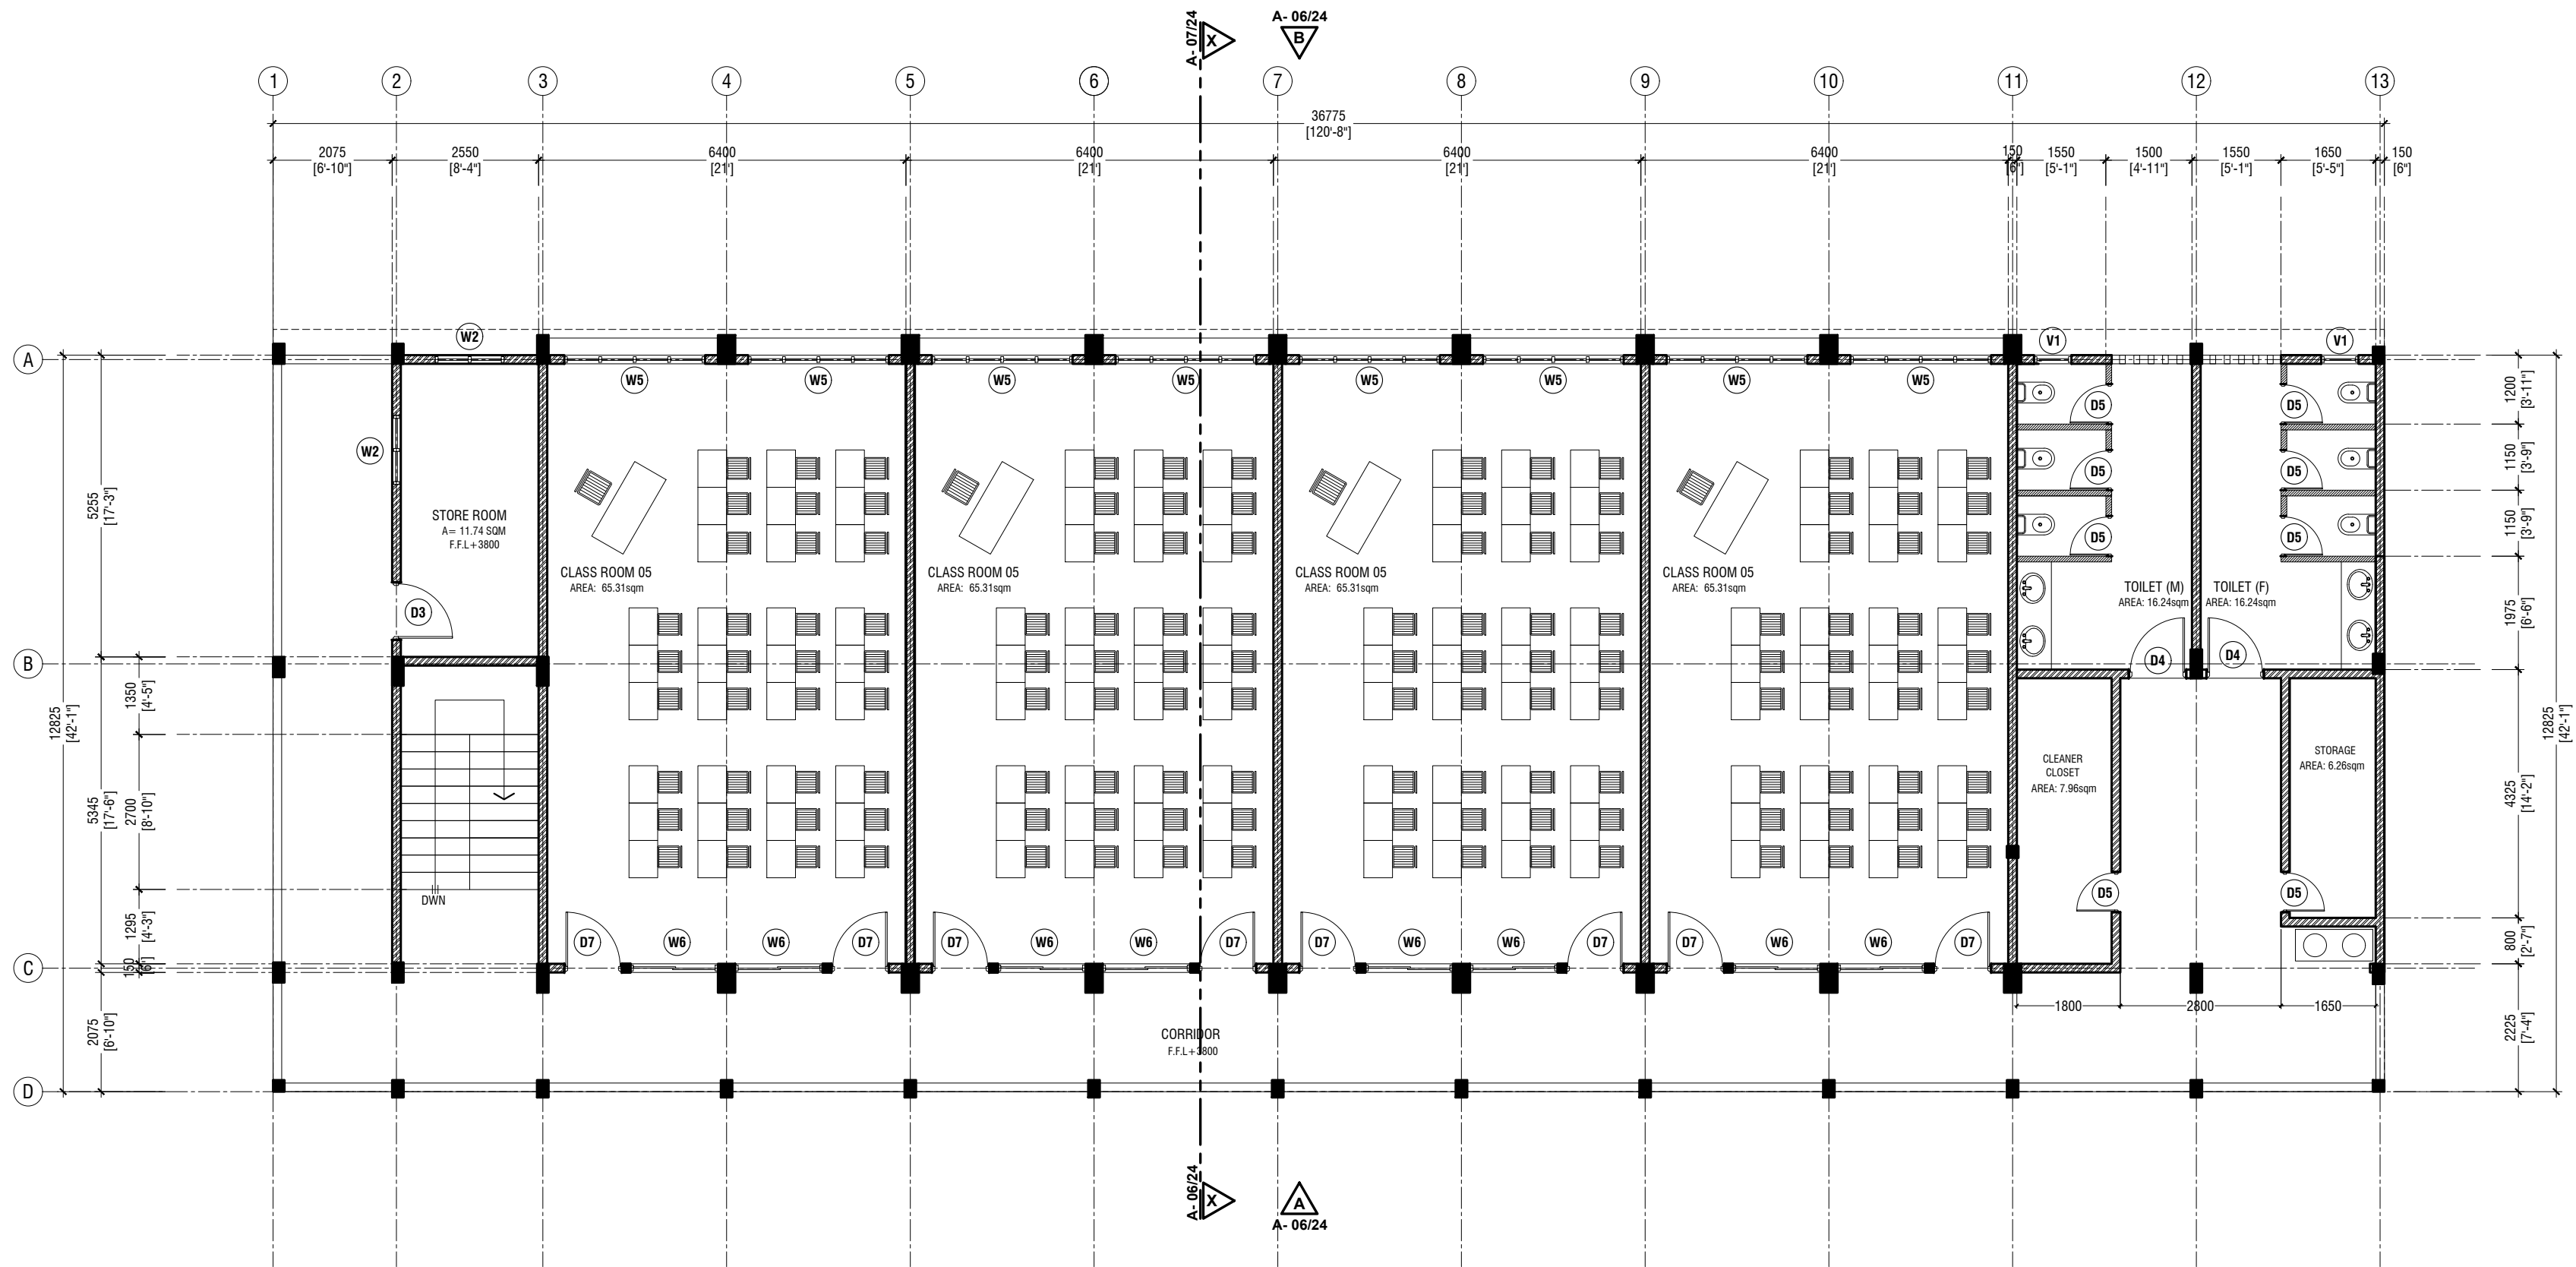 A- 07/24
X
A- 06/24
B
1
2
3
4
5
6
7
8
9
10
11
12
13
36775
[120'-8"]
2075
[6'-10"]
2550
[8'-4"]
6400
[21']
6400
[21']
6400
[21']
6400
[21']
150
[6"]
1550
[5'-1"]
1500
[4'-11"]
1550
[5'-1"]
1650
[5'-5"]
150
[6"]
A
B
C
D
12825
[42'-1"]
5255
[17'-3"]
5345
[17'-6"]
2075
[6'-10"]
1350
[4'-5"]
2700
[8'-10"]
1295
[4'-3"]
150
[6"]
W2
W2
W5
W5
W5
W5
W5
W5
W5
W5
V1
V1
STORE ROOM
A= 11.74 SQM
F.F.L+3800
D3
DWN
CLASS ROOM 05
AREA: 65.31sqm
CLASS ROOM 05
AREA: 65.31sqm
CLASS ROOM 05
AREA: 65.31sqm
CLASS ROOM 05
AREA: 65.31sqm
D5
D5
D5
D5
D5
D5
TOILET (M)
AREA: 16.24sqm
TOILET (F)
AREA: 16.24sqm
D4
D4
CLEANER
CLOSET
AREA: 7.96sqm
STORAGE
AREA: 6.26sqm
D5
D5
D7
W6
W6
D7
D7
W6
W6
D7
D7
W6
W6
D7
D7
W6
W6
D7
1800
2800
1650
CORRIDOR
F.F.L+3800
1200
[3'-11"]
1150
[3'-9"]
1150
[3'-9"]
1975
[6'-6"]
4325
[14'-2"]
800
[2'-7"]
2225
[7'-4"]
12825
[42'-1"]
A- 06/24
X
A
A- 06/24